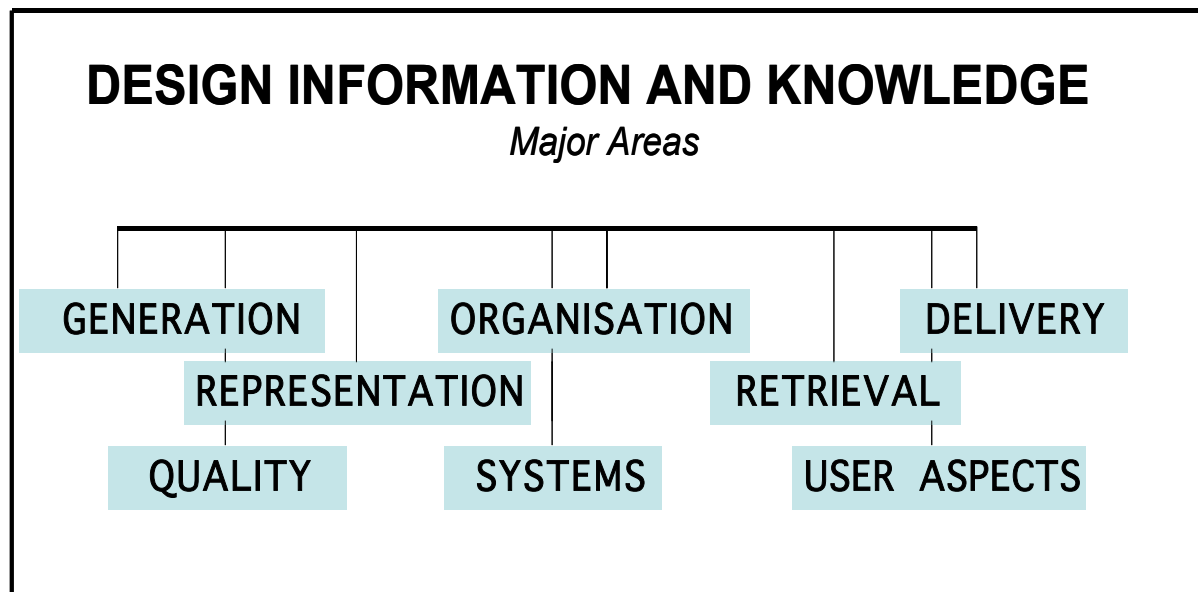 DESIGN INFORMATION AND KNOWLEDGE
Major Areas
GENERATION ORGANISATION DELIVERY
REPRESENTATION RETRIEVAL
QUALITY SYSTEMS USER ASPECTS